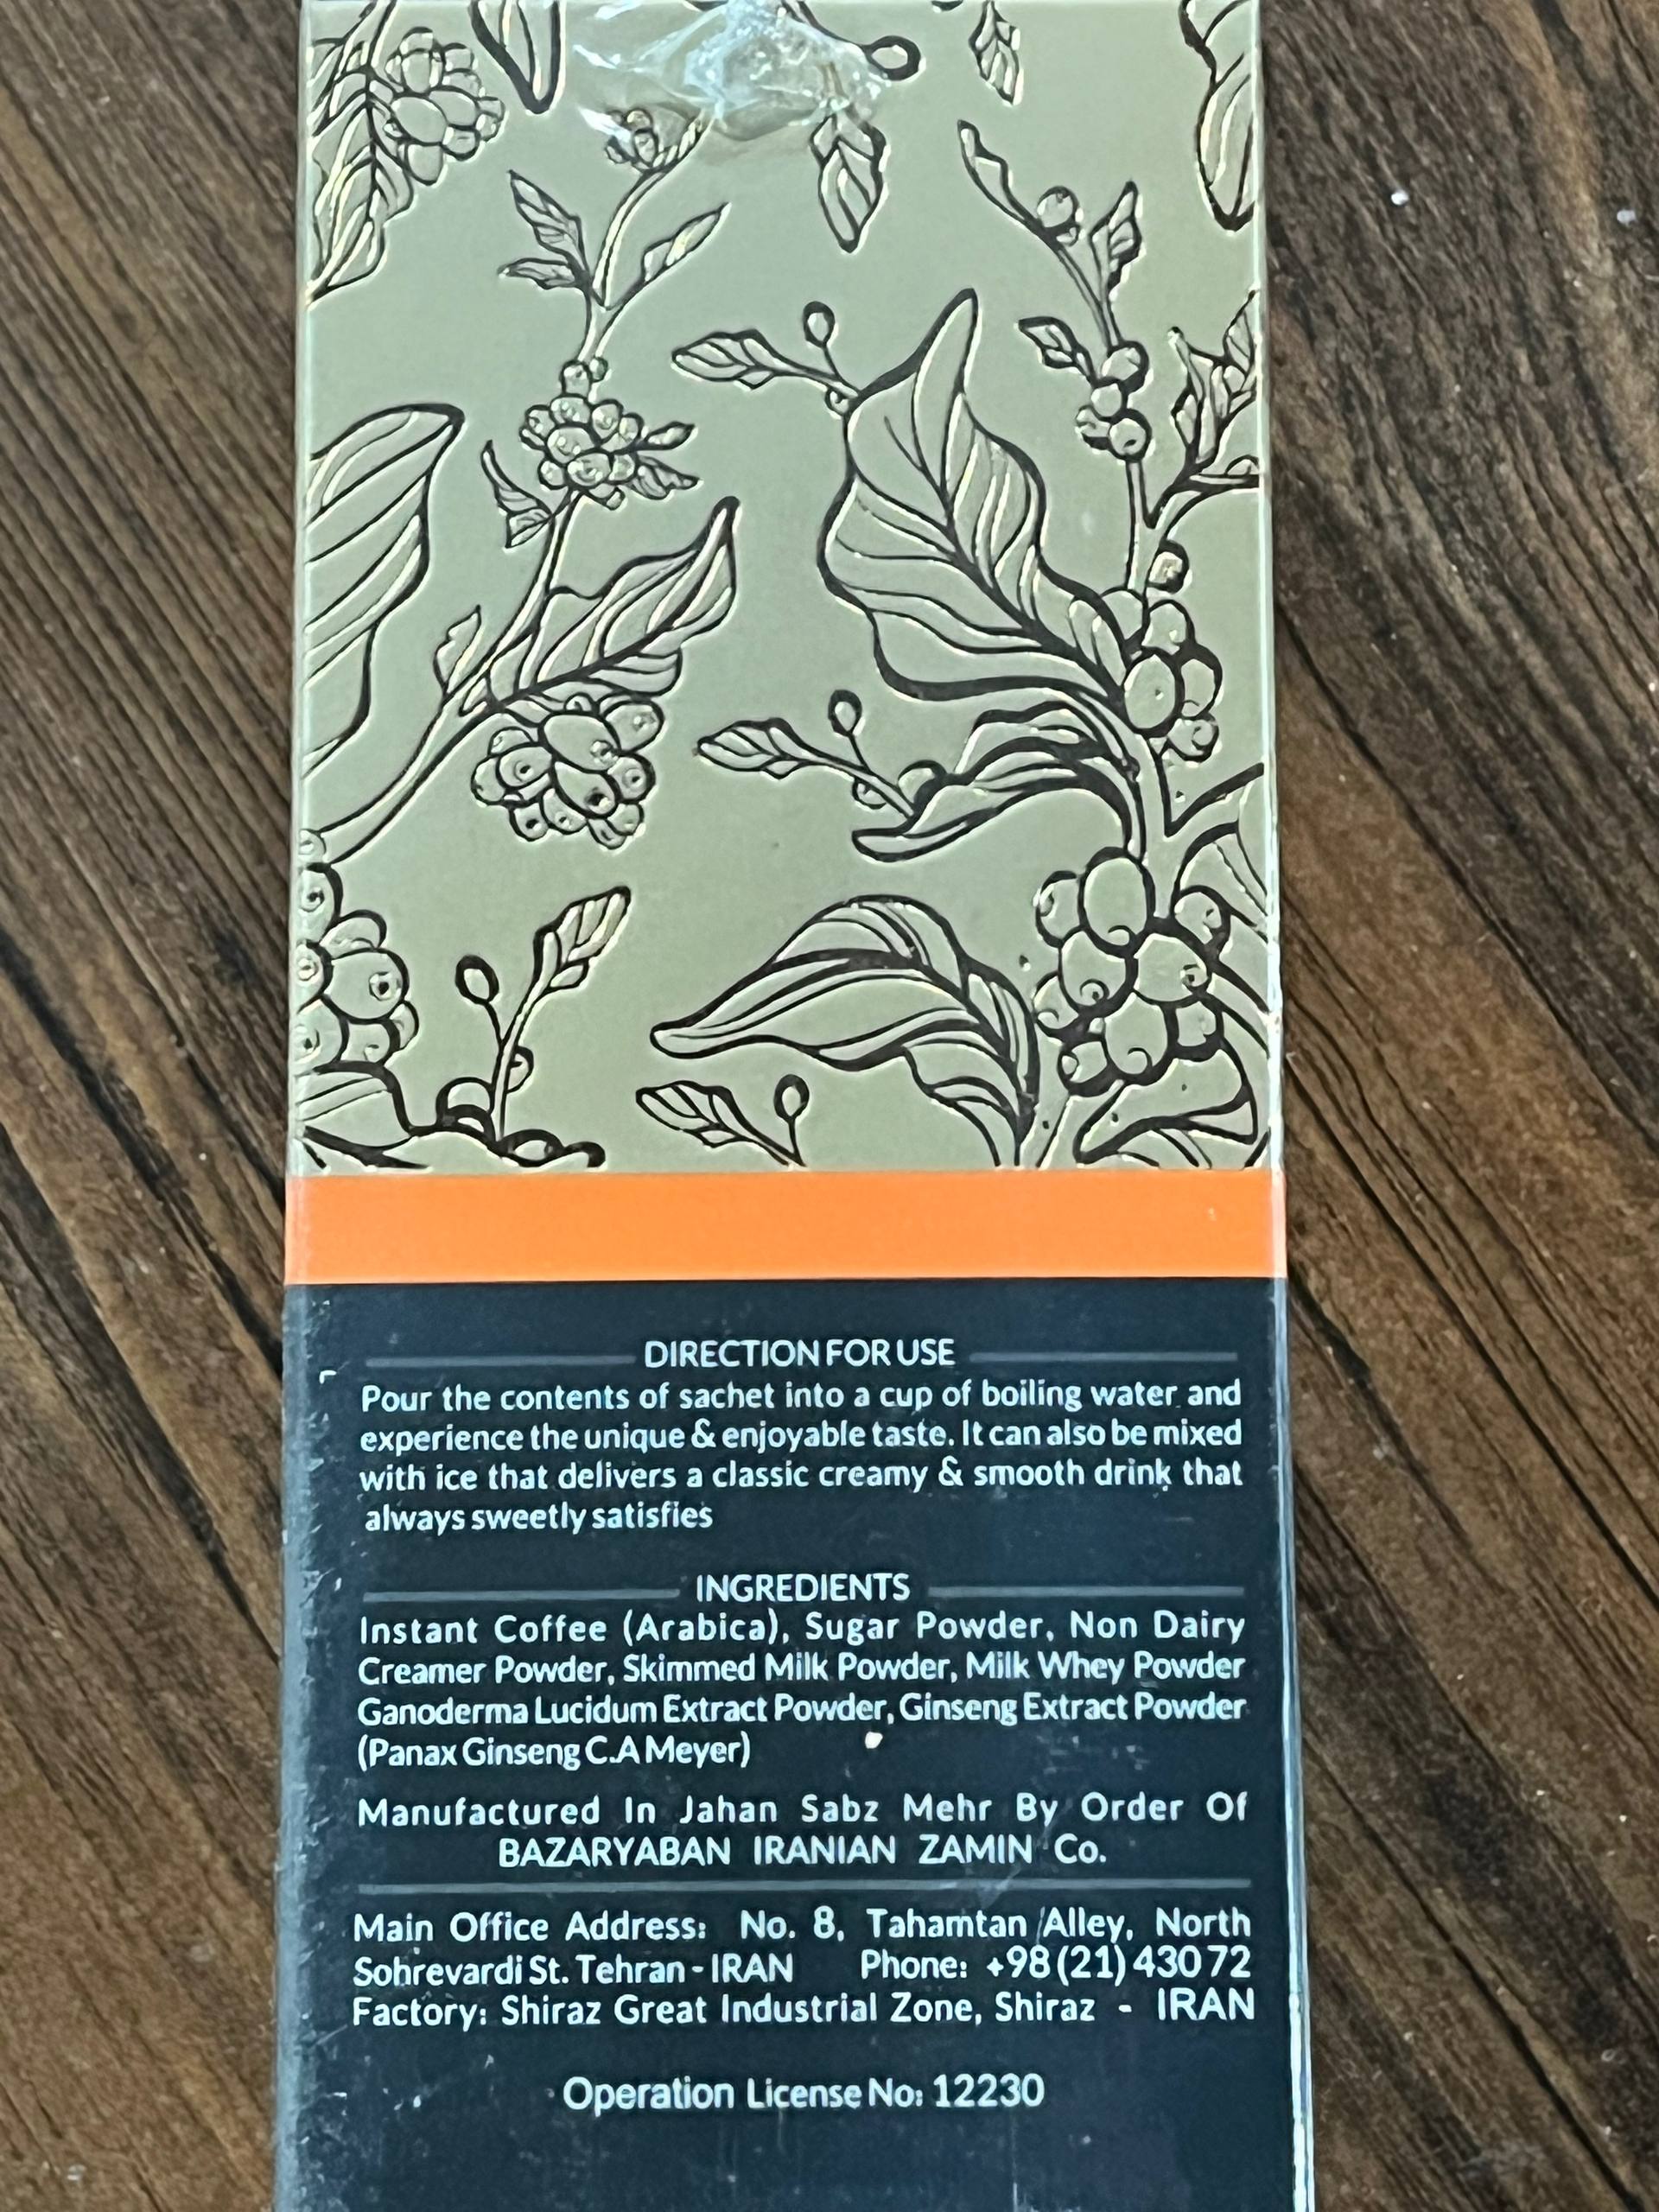 DIRECTION FOR USE
Pour the contents of sachet into a cup of boiling water and
experience the unique & enjoyable taste. It can also be mixed
with ice that delivers a classic creamy & smooth drink that
always sweetly satisfies
INGREDIENTS
Instant Coffee (Arabica), Sugar Powder, Non Dairy
Creamer Powder, Skimmed Milk Powder, Milk Whey Powder
Ganoderma Lucidum Extract Powder, Ginseng Extract Powder
(Panax Ginseng C.A Meyer)
Manufactured In Jahan Sabz Mehr By Order Of
BAZARYABAN IRANIAN ZAMIN Co.
Main Office Address: No. 8, Tahamtan Alley, North
Sohrevardi St. Tehran - IRAN Phone: +98 (21) 430 72
Factory: Shiraz Great Industrial Zone, Shiraz - IRAN
Operation License No: 12230